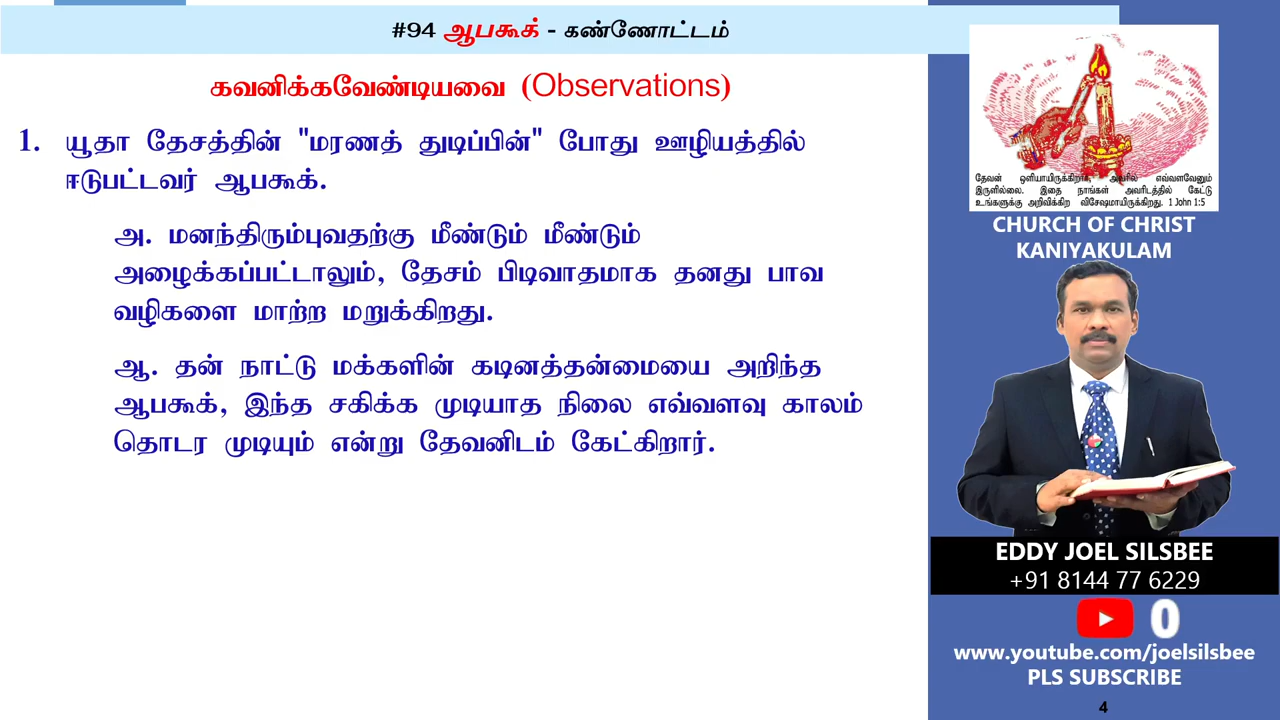 #94 ஆபகூக் - கண்ணோட்டம்
கவனிக்கவேண்டியவை (Observations)
1. யூதா தேசத்தின் "மரணத் துடிப்பின்" போது ஊழியத்தில்
ஈடுபட்டவர் ஆபகூக்.
அ. மனந்திரும்புவதற்கு மீண்டும் மீண்டும்
அழைக்கப்பட்டாலும், தேசம் பிடிவாதமாக தனது பாவ
வழிகளை மாற்ற மறுக்கிறது.
ஆ. தன் நாட்டு மக்களின் கடினத்தன்மையை அறிந்த
ஆபகூக், இந்த சகிக்க முடியாத நிலை எவ்வளவு காலம்
தொடர முடியும் என்று தேவனிடம் கேட்கிறார்.
தேவன் ஒளியாயிருக்கிறார், அவரில் எவ்வளவேனும்
இருளில்லை. இதை நாங்கள் அவரிடத்தில் கேட்டு
உங்களுக்கு அறிவிக்கிற விசேஷமாயிருக்கிறது. 1 John 1:5
CHURCH OF CHRIST
KANIYAKULAM
EDDY JOEL SILSBEE
+91 8144 77 6229
0
www.youtube.com/joelsilsbee
PLS SUBSCRIBE
4